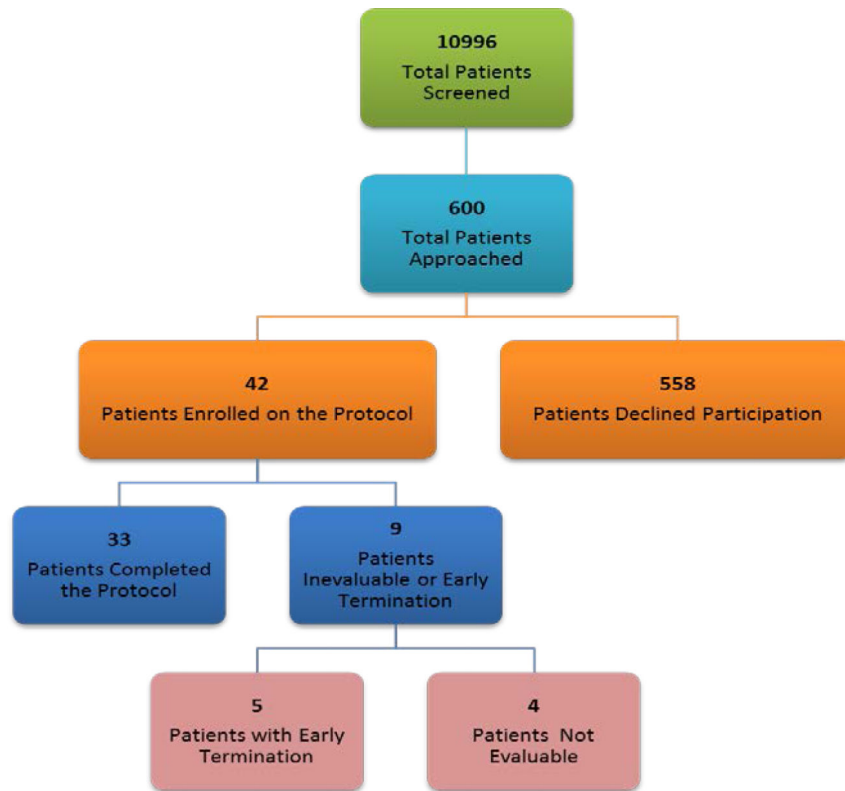 10996
Total Patients
Screened
600
Total Patients
Approached
42
Patients Enrolled on the Protocol
558
Patients Declined Participation
33
Patients Completed
the Protocol
9
Patients
Inevaluable or Early
Termination
5
Patients with Early
Termination
4
Patients Not
Evaluable